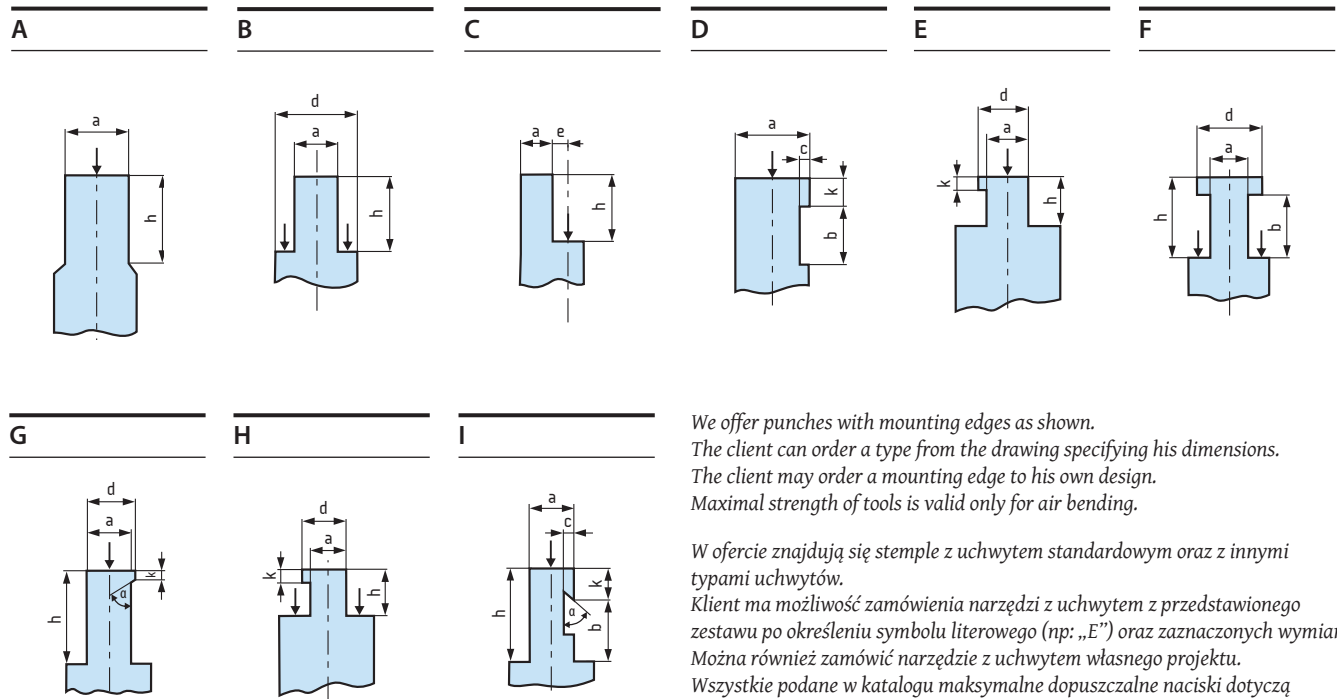 A
B
C
D
E
F
a
h
d
a
h
a
e
h
a
c
k
b
d
a
k
h
d
a
h
b
G
H
I
d
a
k
α
h
d
a
k
h
a
c
k
α
h
b
We offer punches with mounting edges as shown.
The client can order a type from the drawing specifying his dimensions.
The client may order a mounting edge to his own design.
Maximal strength of tools is valid only for air bending.
W ofercie znajdują się stemple z uchwytem standardowym oraz z innymi
typami uchwytów.
Klient ma możliwość zamówienia narzędzi z uchwytem z przedstawionego
zestawu po określeniu symbolu literowego (np: „E”) oraz zaznaczonych wymiar
Można również zamówić narzędzie z uchwytem własnego projektu.
Wszystkie podane w katalogu maksymalne dopuszczalne naciski dotyczą